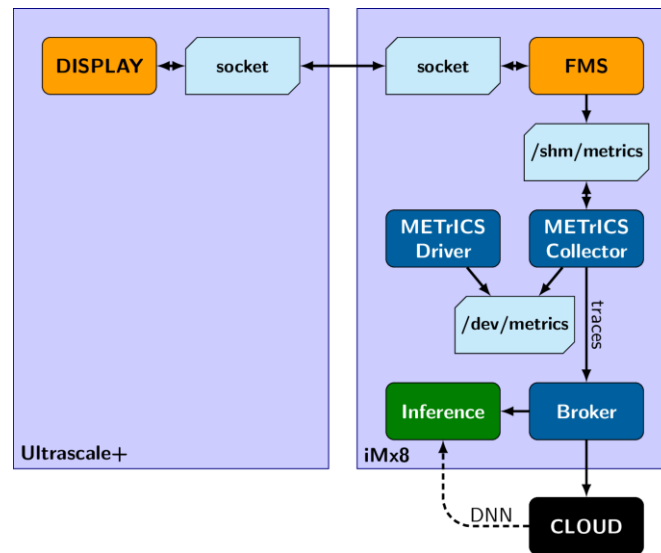 DISPLAY
socket
socket
FMS
/shm/metrics
METrICS
Driver
METrICS
Collector
/dev/metrics
traces
Inference
Broker
Ultrascale+
iMx8
DNN
CLOUD